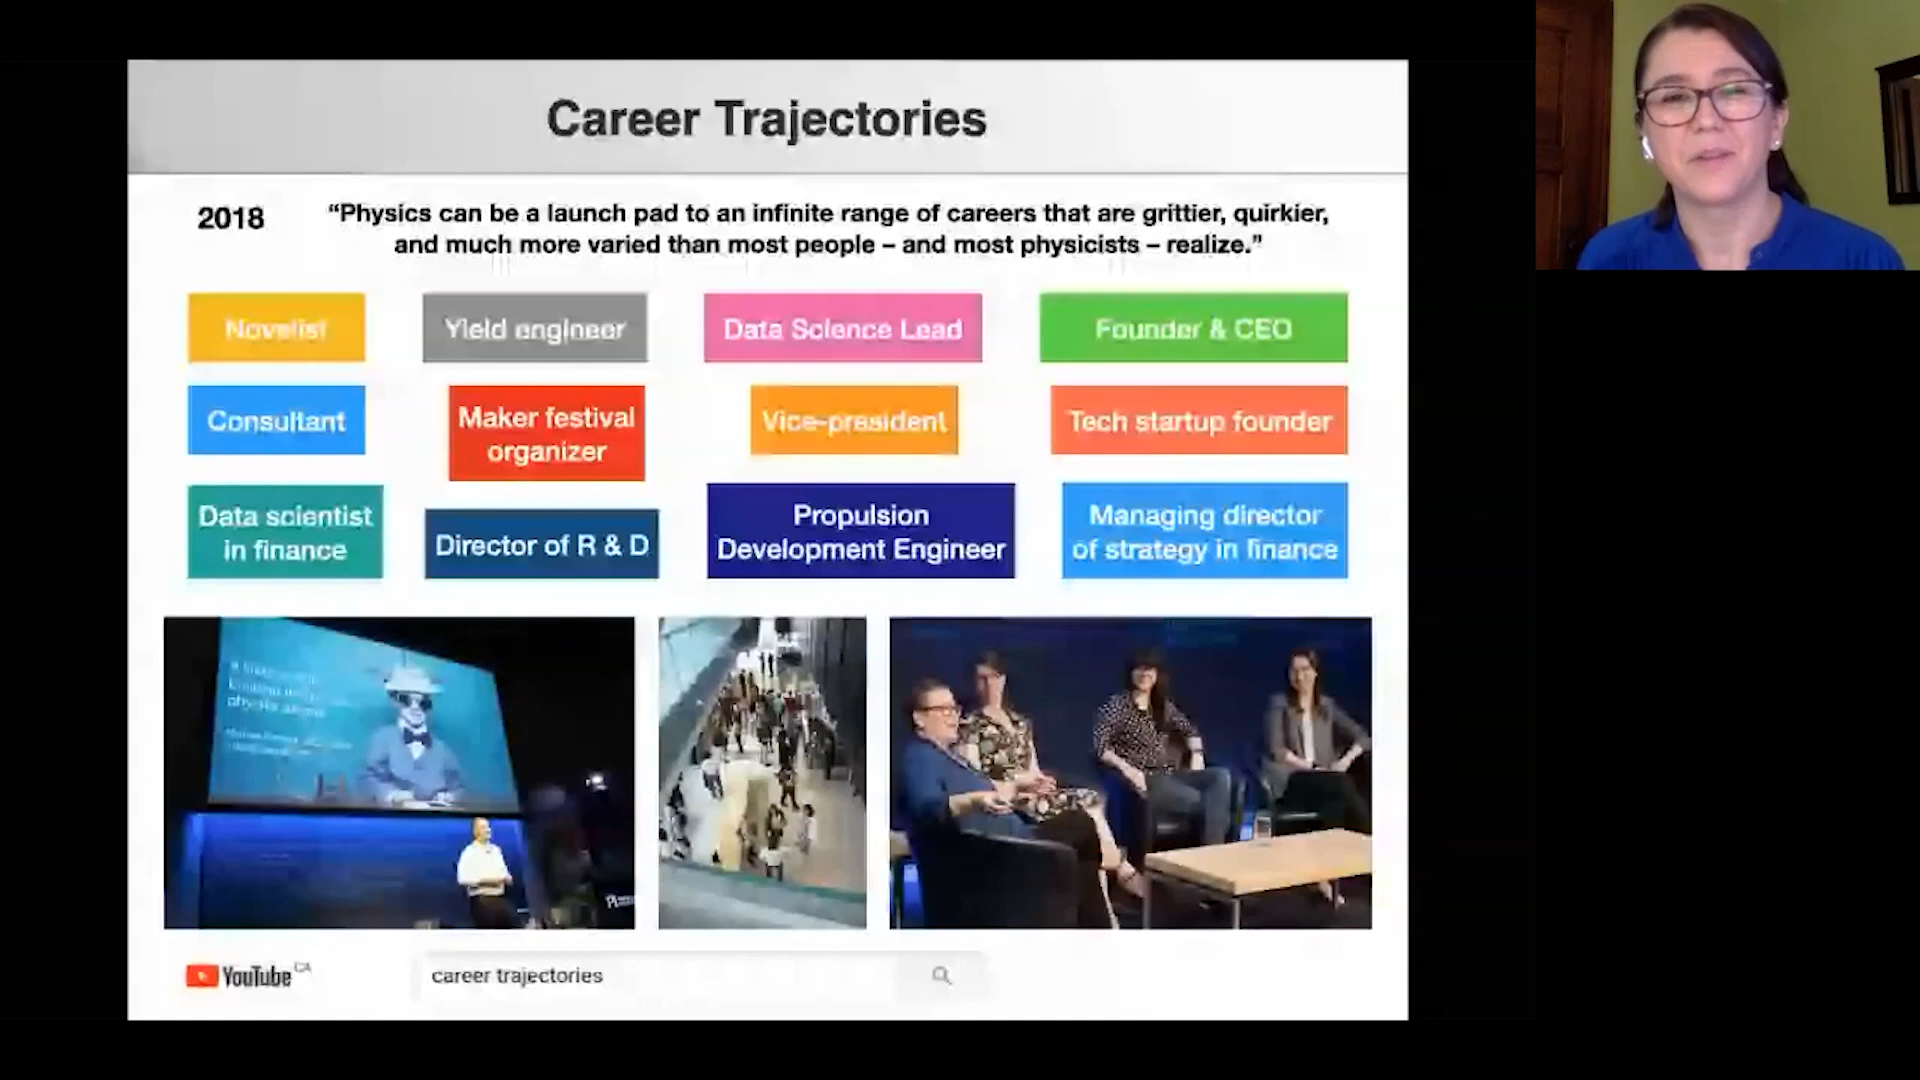 Career Trajectories
2018
“Physics can be a launch pad to an infinite range of careers that are grittier, quirkier,
and much more varied than most people – and most physicists – realize.”
Novelist
Yield engineer
Data Science Lead
Founder & CEO
Consultant
Maker festival
organizer
Vice-president
Tech startup founder
Data scientist
in finance
Director of R & D
Propulsion
Development Engineer
Managing director
of strategy in finance
YouTube CA
career trajectories